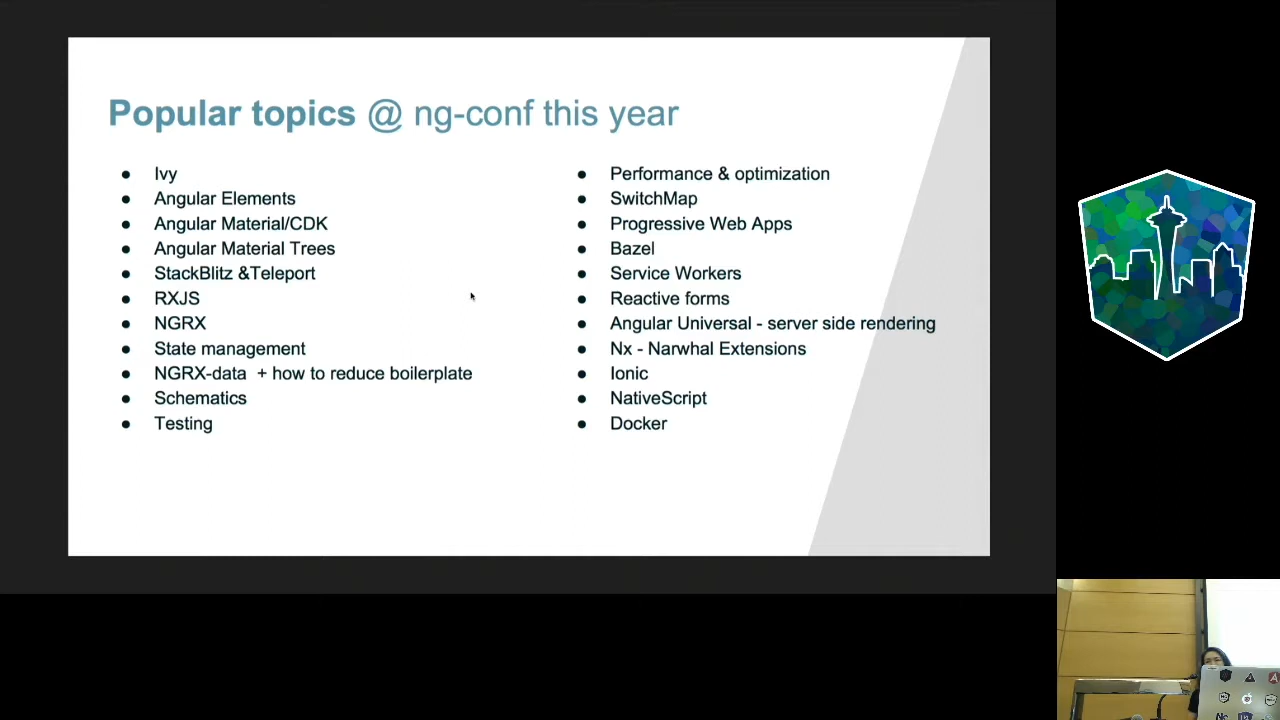 Popular topics @ ng-conf this year
● Ivy
● Angular Elements
● Angular Material/CDK
● Angular Material Trees
● StackBlitz &Teleport
● RXJS
● NGRX
● State management
● NGRX-data + how to reduce boilerplate
● Schematics
● Testing
● Performance & optimization
● SwitchMap
● Progressive Web Apps
● Bazel
● Service Workers
● Reactive forms
● Angular Universal - server side rendering
● Nx - Narwhal Extensions
● Ionic
● NativeScript
● Docker